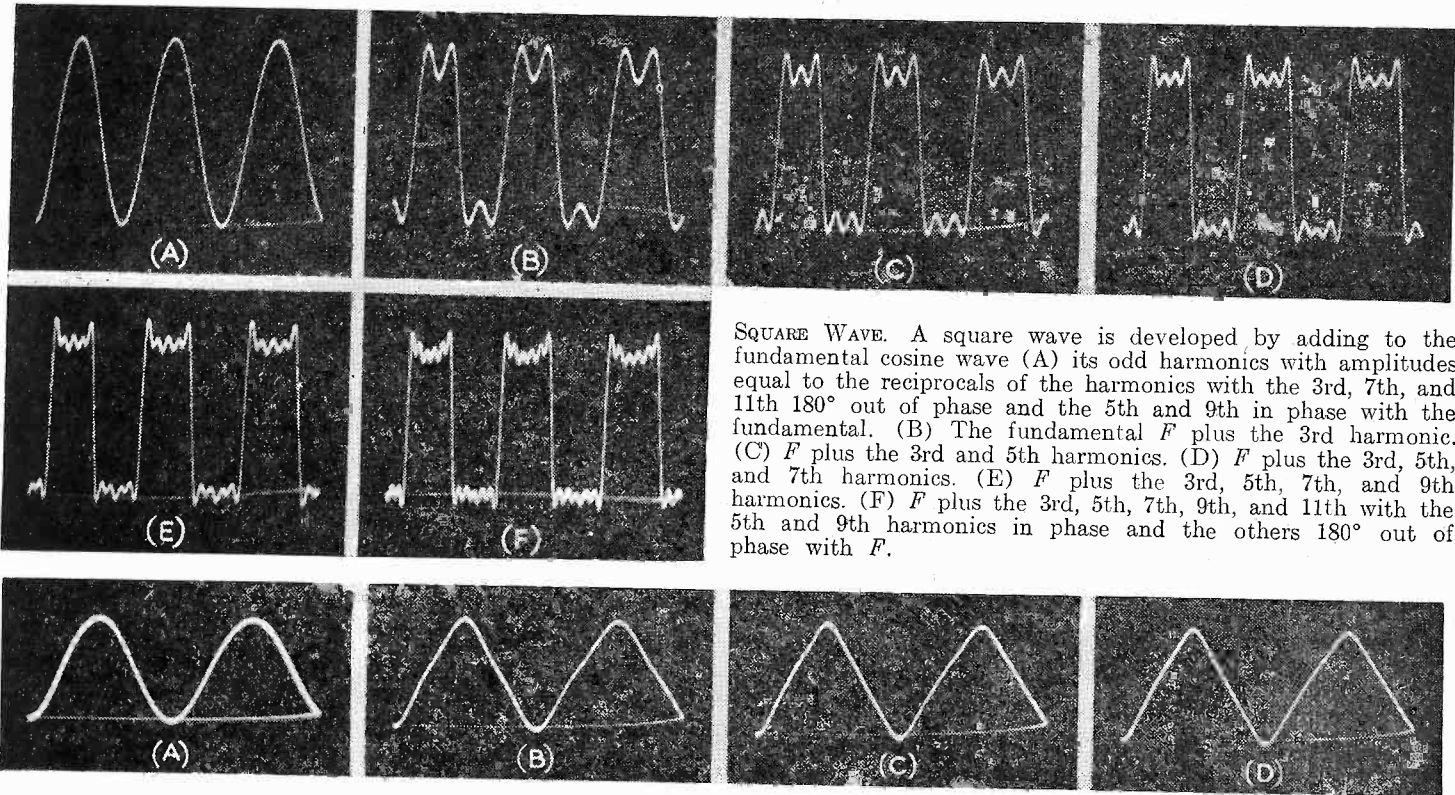 (A)
(B)
(C)
(D)
(E)
(F)
SQUARE WAVE. A square wave is developed by adding to the
fundamental cosine wave (A) its odd harmonics with amplitudes
equal to the reciprocals of the harmonics with the 3rd, 7th, and
11th 180° out of phase and the 5th and 9th in phase with the
fundamental. (B) The fundamental F plus the 3rd harmonic.
(C) F plus the 3rd and 5th harmonics. (D) F plus the 3rd, 5th,
and 7th harmonics. (E) F plus the 3rd, 5th, 7th, and 9th
harmonics. (F) F plus the 3rd, 5th, 7th, 9th, and 11th with the
5th and 9th harmonics in phase and the others 180° out of
phase with F.
(A)
(B)
(C)
(D)